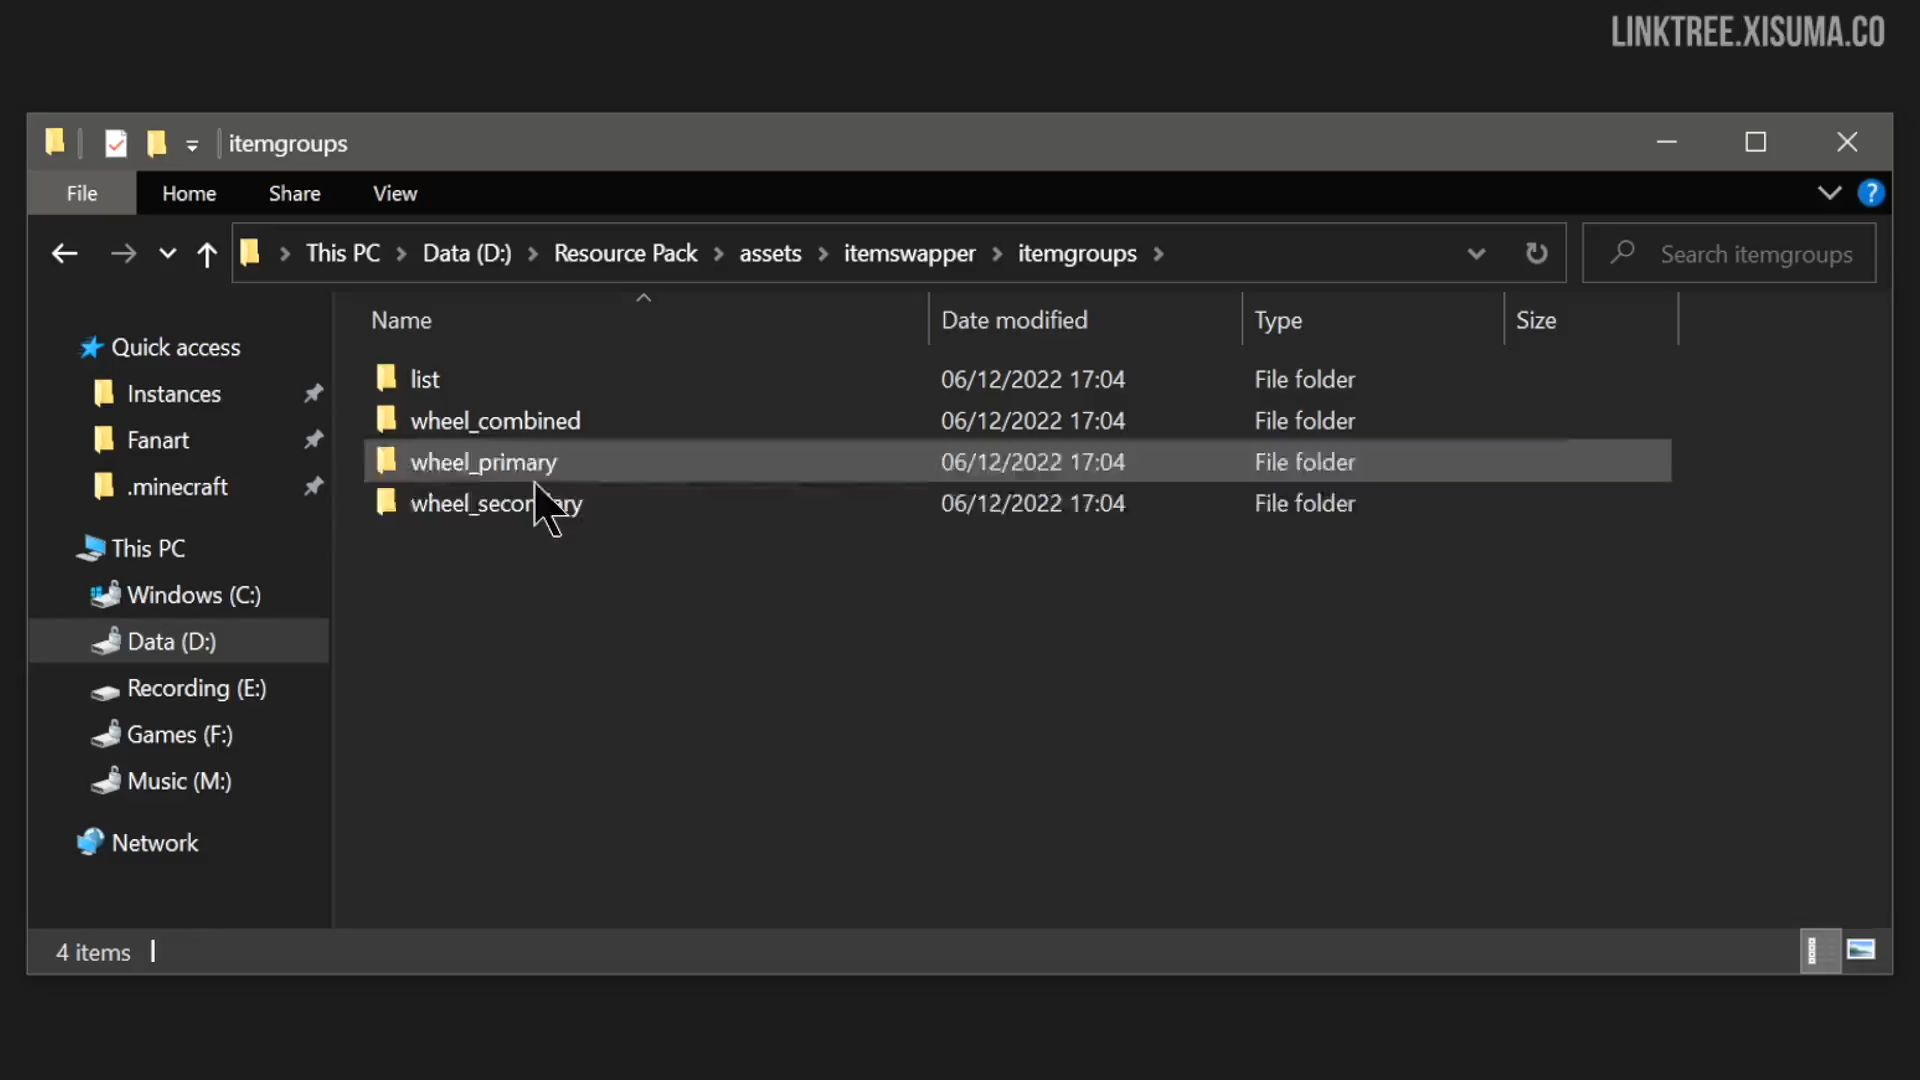 LINKTREE.XISUMA.CO
itemgroups
File Home Share View
This PC Data (D:) Resource Pack assets itemswapper itemgroups
Search itemgroups
Name Date modified Type Size
Quick access
Instances
Fanart
.minecraft
This PC
Windows (C:)
Data (D:)
Recording (E:)
Games (F:)
Music (M:)
Network
list 06/12/2022 17:04 File folder
wheel_combined 06/12/2022 17:04 File folder
wheel_primary 06/12/2022 17:04 File folder
wheel_secondary 06/12/2022 17:04 File folder
4 items